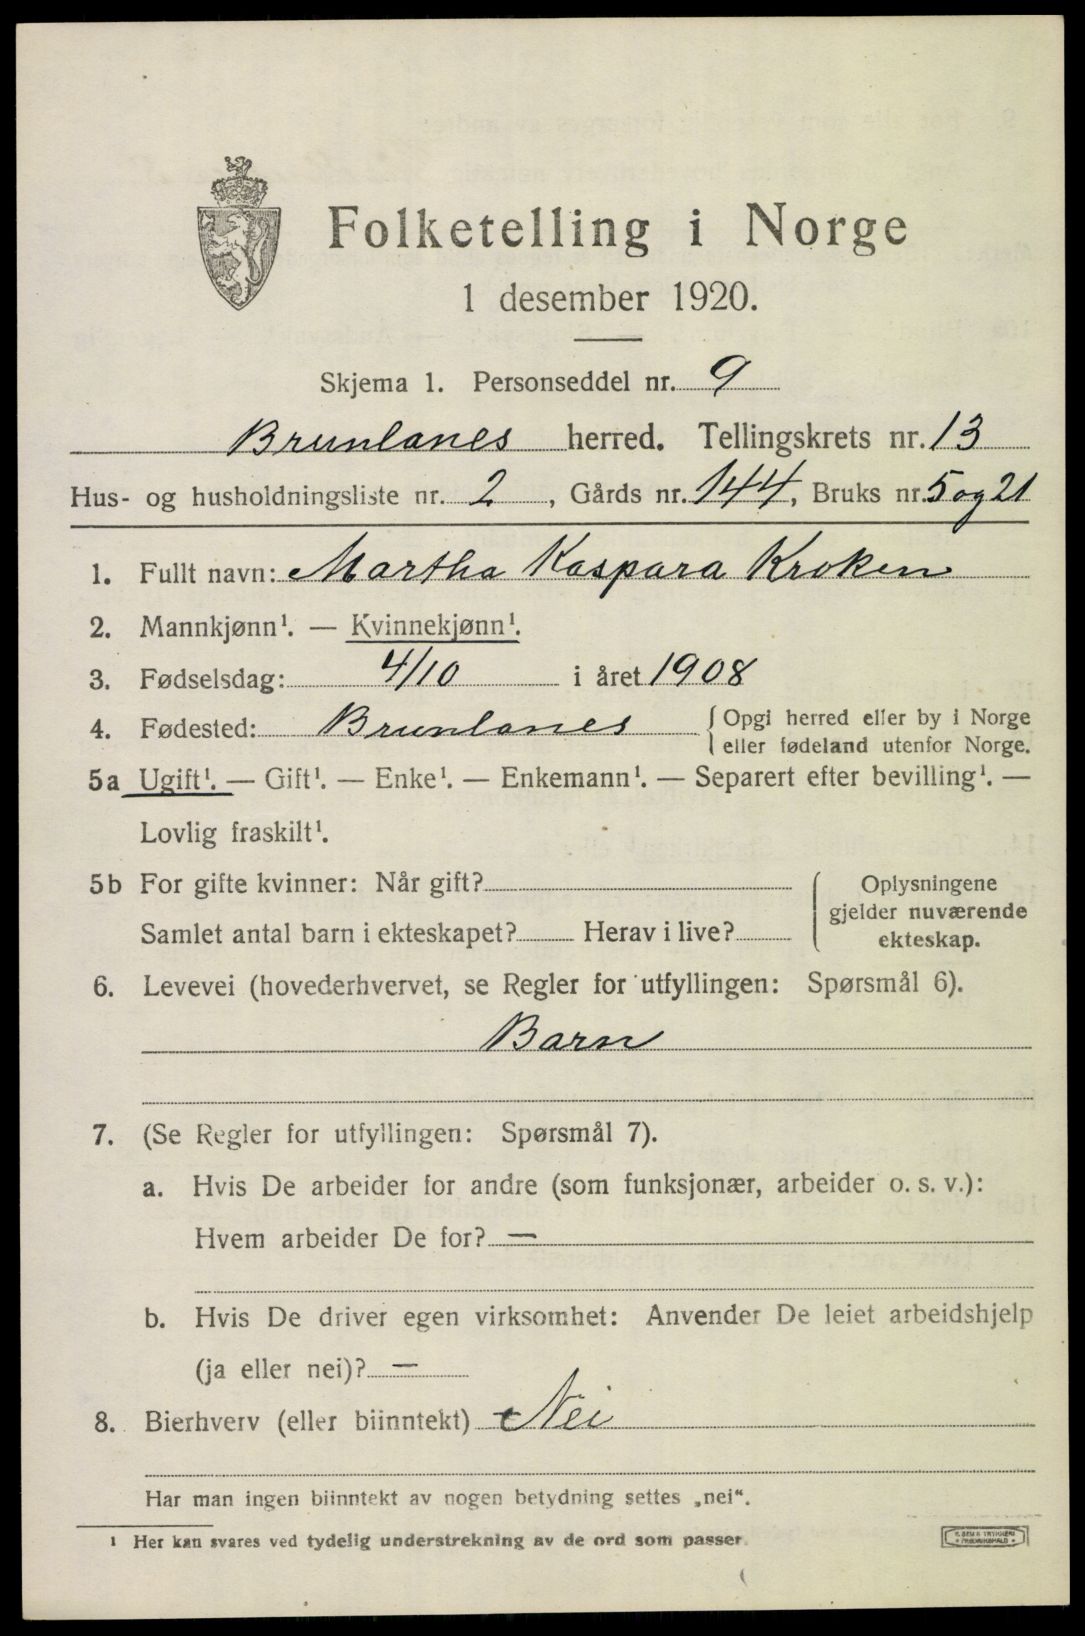 Folketelling i Norge
1 desember 1920.
Skjema 1. Personseddel nr. 9
Brunlanes herred. Tellingskrets nr. 13
Hus- og husholdningsliste nr. 2, Gårds nr. 144, Bruks nr. 5 og 21
1. Fullt navn: Martha Kaspara Kroken
2. Mannkjønn¹. — Kvinnekjønn¹.
3. Fødselsdag: 4/10 i året 1908
4. Fødested: Brunlanes { Opgi herred eller by i Norge
eller fødeland utenfor Norge.
5a Ugift¹. — Gift¹. — Enke¹. — Enkemann¹. — Separert efter bevilling¹. —
Lovlig fraskilt¹.
5b For gifte kvinner: Når gift? { Oplysningene
gjelder nuværende
Samlet antal barn i ekteskapet? Herav i live? ekteskap.
6. Levevei (hovederhvervet, se Regler for utfyllingen: Spørsmål 6).
Barn
7. (Se Regler for utfyllingen: Spørsmål 7).
a. Hvis De arbeider for andre (som funksjonær, arbeider o. s. v.):
Hvem arbeider De for? —
b. Hvis De driver egen virksomhet: Anvender De leiet arbeidshjelp
(ja eller nei)? —
8. Bierhverv (eller biinntekt) Nei
Har man ingen biinntekt av nogen betydning settes „nei“.
¹ Her kan svares ved tydelig understrekning av de ord som passer.